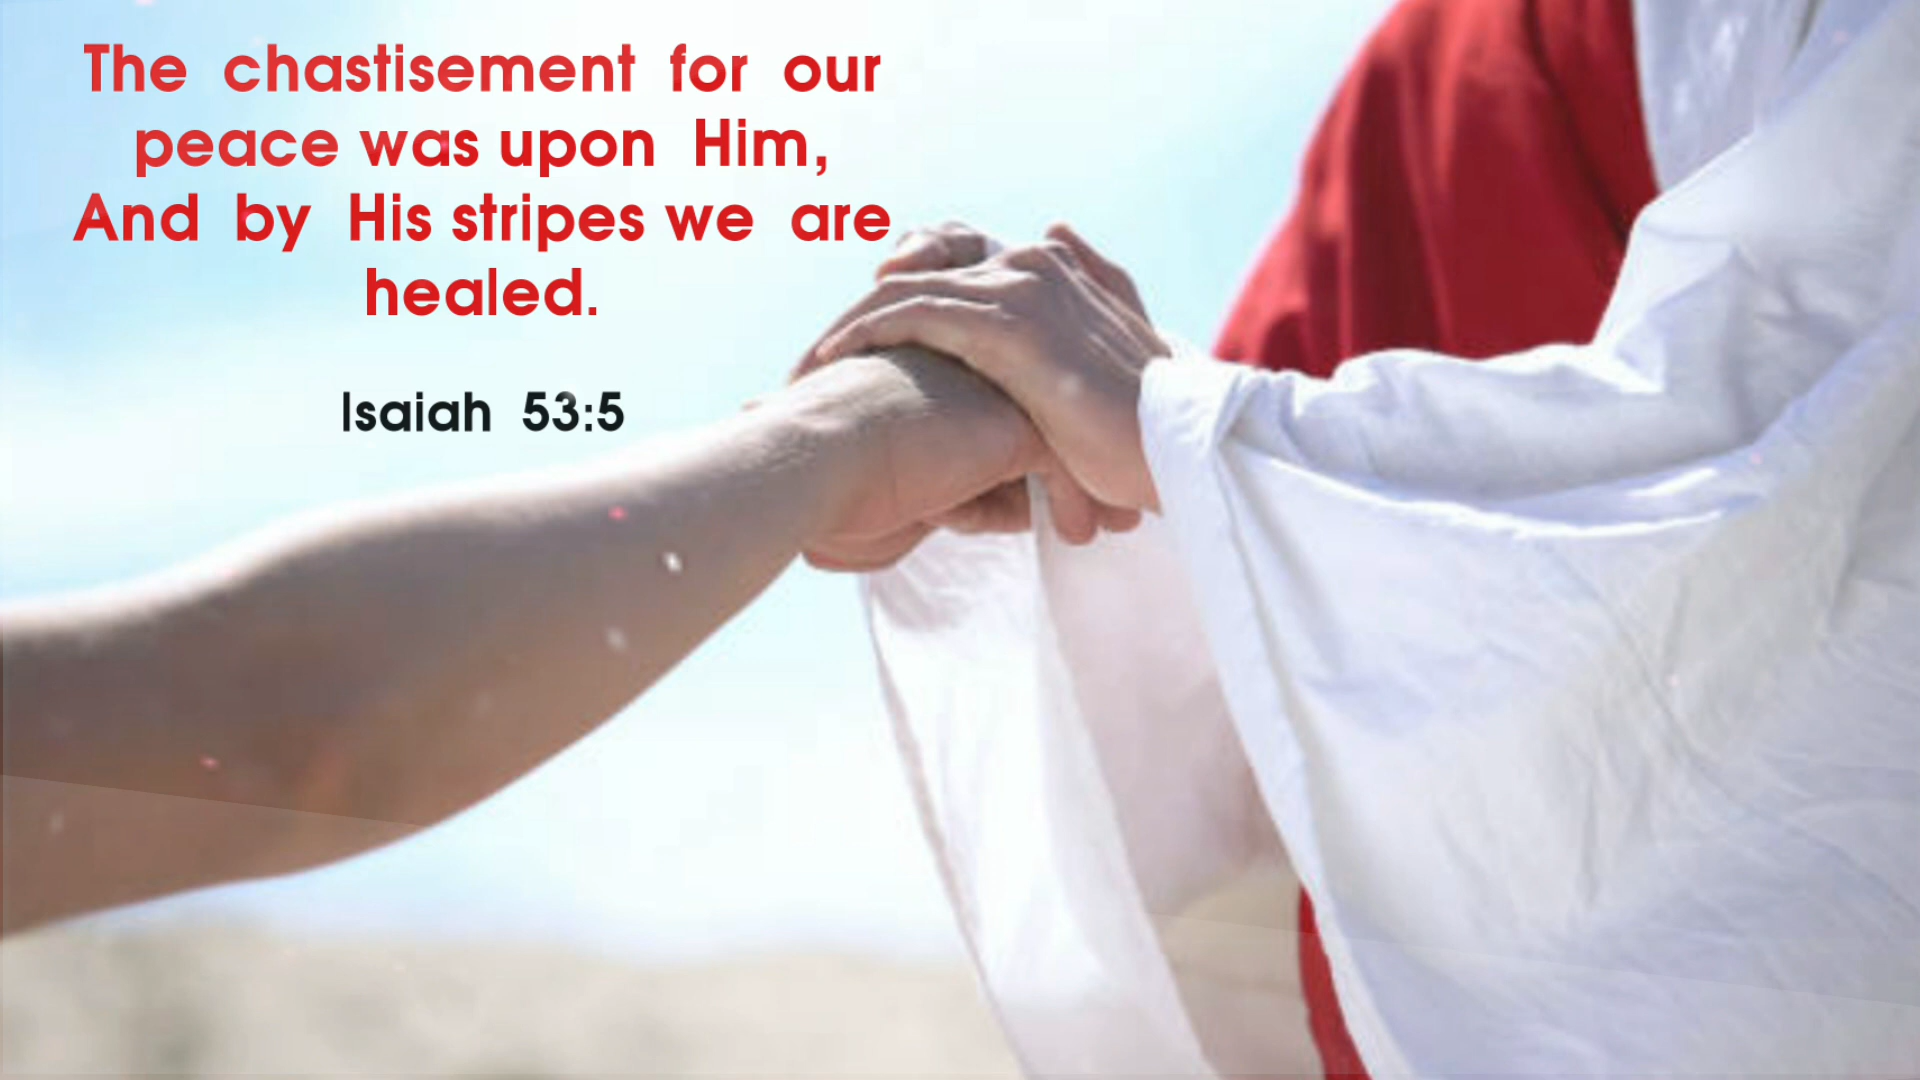 The chastisement for our
peace was upon Him,
And by His stripes we are
healed.
Isaiah 53:5